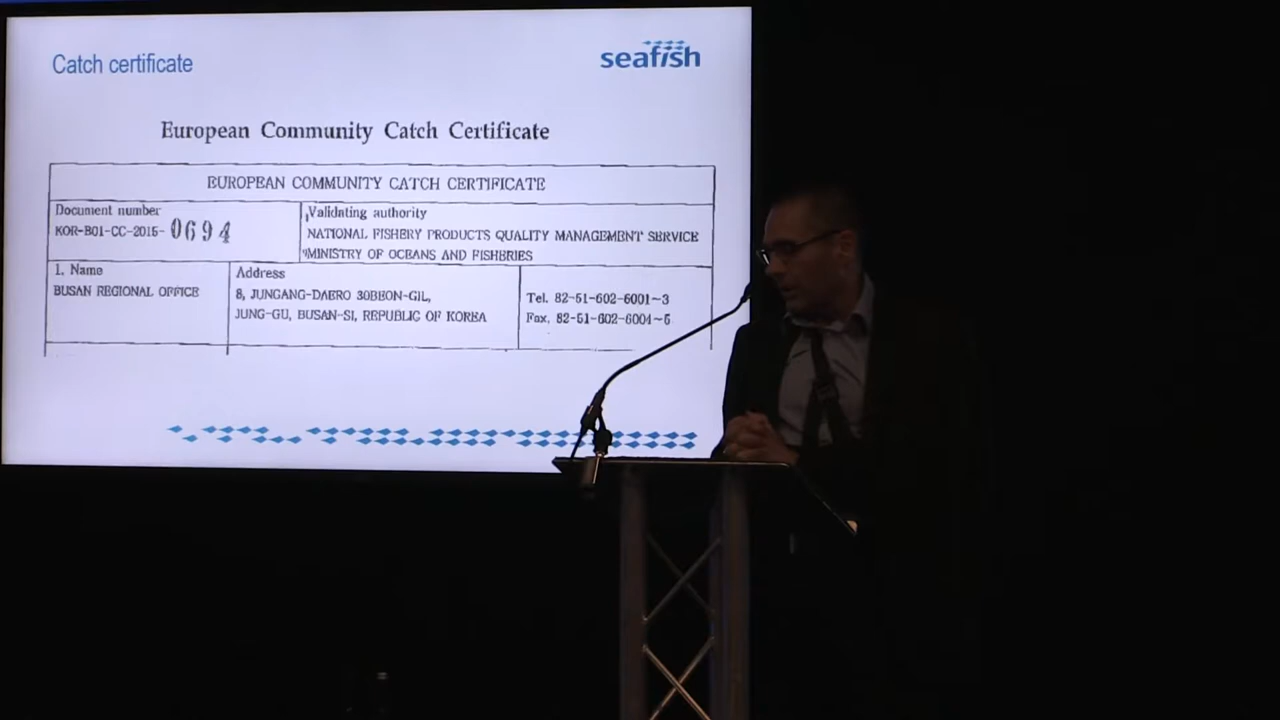 Catch certificate
seafish
European Community Catch Certificate
EUROPEAN COMMUNITY CATCH CERTIFICATE
Document number
KOR-B01-CC-2015- 0694
Validating authority
NATIONAL FISHERY PRODUCTS QUALITY MANAGEMENT SERVICE
MINISTRY OF OCEANS AND FISHERIES
1. Name
BUSAN REGIONAL OFFICE
Address
8, JUNGANG-DAERO 30BEON-GIL,
JUNG-GU, BUSAN-SI, REPUBLIC OF KOREA
Tel. 82-51-602-6001~3
Fax. 82-51-602-6004~5